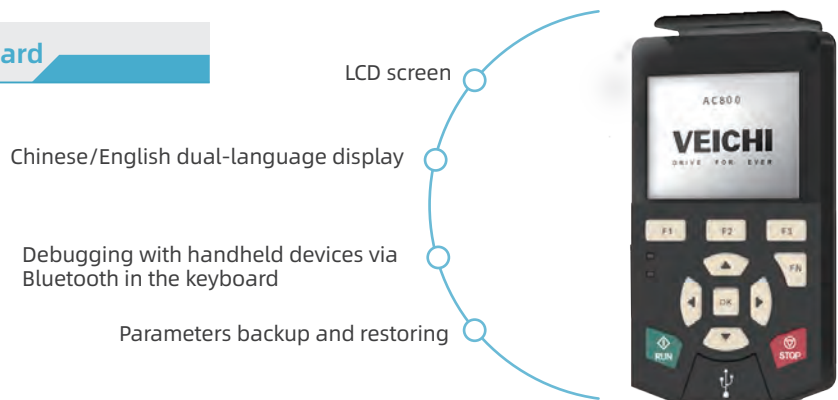 ard
LCD screen
Chinese/English dual-language display
Debugging with handheld devices via
Bluetooth in the keyboard
Parameters backup and restoring
AC800
VEICHI
DRIVE FOR EVER
F1 F2 F3
FN
OK
RUN
STOP